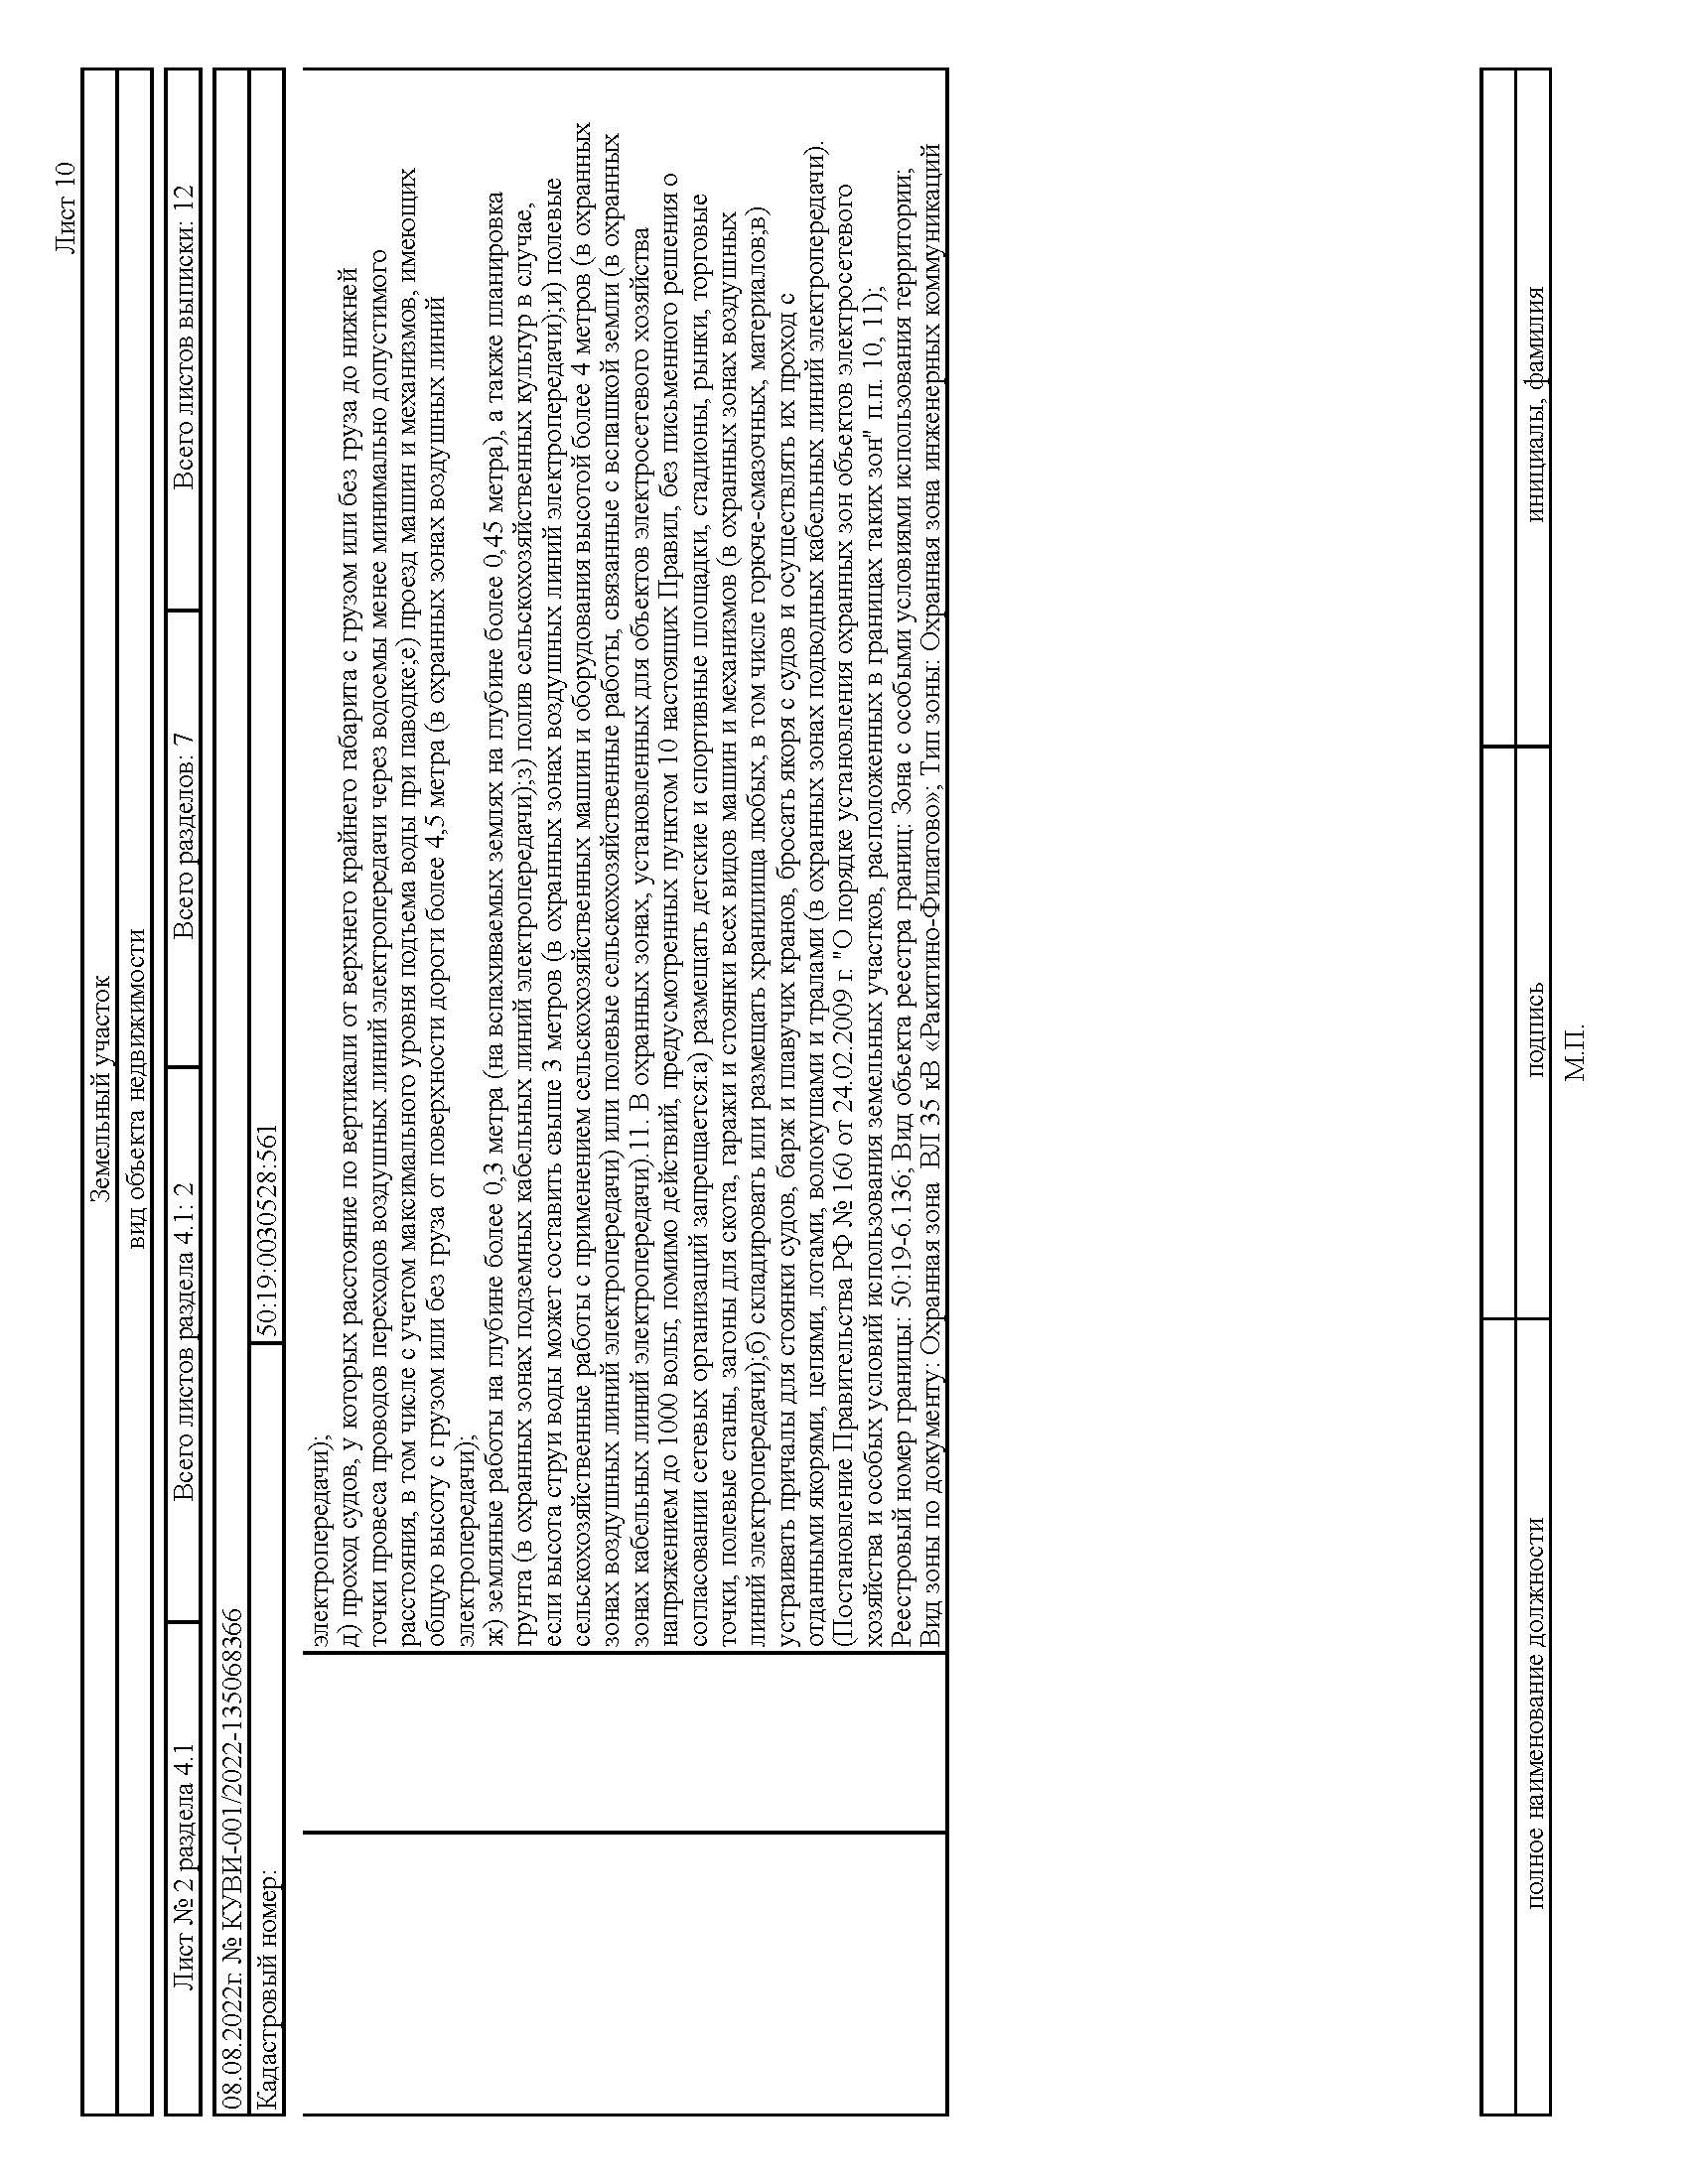 Лист 10
Земельный участок
вид объекта недвижимости
Лист № 2 раздела 4.1
Всего листов раздела 4.1: 2
Всего разделов: 7
Всего листов выписки: 12
08.08.2022г. № КУВИ-001/2022-135068366
Кадастровый номер:
50:19:0030528:561
электропередачи);
д) проход судов, у которых расстояние по вертикали от верхнего крайнего габарита с грузом или без груза до нижней
точки провеса проводов переходов воздушных линий электропередачи через водоемы менее минимально допустимого
расстояния, в том числе с учетом максимального уровня подъема воды при паводке;е) проезд машин и механизмов, имеющих
общую высоту с грузом или без груза от поверхности дороги более 4,5 метра (в охранных зонах воздушных линий
электропередачи);
ж) земляные работы на глубине более 0,3 метра (на вспахиваемых землях на глубине более 0,45 метра), а также планировка
грунта (в охранных зонах подземных кабельных линий электропередачи);з) полив сельскохозяйственных культур в случае,
если высота струи воды может составить свыше 3 метров (в охранных зонах воздушных линий электропередачи);и) полевые
сельскохозяйственные работы с применением сельскохозяйственных машин и оборудования высотой более 4 метров (в охранных
зонах воздушных линий электропередачи) или полевые сельскохозяйственные работы, связанные с вспашкой земли (в охранных
зонах кабельных линий электропередачи).11. В охранных зонах, установленных для объектов электросетевого хозяйства
напряжением до 1000 вольт, помимо действий, предусмотренных пунктом 10 настоящих Правил, без письменного решения о
согласовании сетевых организаций запрещается:а) размещать детские и спортивные площадки, стадионы, рынки, торговые
точки, полевые станы, загоны для скота, гаражи и стоянки всех видов машин и механизмов (в охранных зонах воздушных
линий электропередачи);б) складировать или размещать хранилища любых, в том числе горюче-смазочных, материалов;в)
устраивать причалы для стоянки судов, барж и плавучих кранов, бросать якоря с судов и осуществлять их проход с
отданными якорями, цепями, лотами, волокушами и тралами (в охранных зонах подводных кабельных линий электропередачи).
(Постановление Правительства РФ № 160 от 24.02.2009 г. "О порядке установления охранных зон объектов электросетевого
хозяйства и особых условий использования земельных участков, расположенных в границах таких зон" п.п. 10, 11);
Реестровый номер границы: 50:19-6.136; Вид объекта реестра границ: Зона с особыми условиями использования территории;
Вид зоны по документу: Охранная зона ВЛ 35 кВ «Ракитино-Филатово»; Тип зоны: Охранная зона инженерных коммуникаций
полное наименование должности
подпись
инициалы, фамилия
М.П.